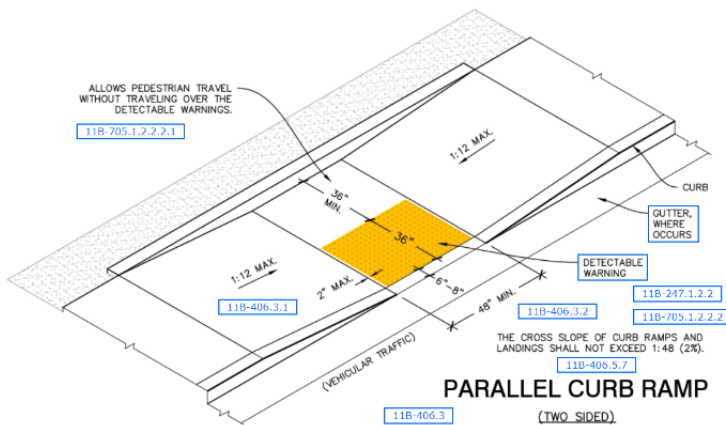 ALLOWS PEDESTRIAN TRAVEL
WITHOUT TRAVELING OVER THE
DETECTABLE WARNINGS.
11B-705.1.2.2.2.1
1:12 MAX.
36"
MIN.
36"
CURB
GUTTER,
WHERE
OCCURS
1:12 MAX.
2" MAX.
6"-8"
DETECTABLE
WARNING
11B-406.3.1
48" MIN.
11B-406.3.2
11B-247.1.2.2
11B-705.1.2.2.2
THE CROSS SLOPE OF CURB RAMPS AND
LANDINGS SHALL NOT EXCEED 1:48 (2%).
11B-406.5.7
(VEHICULAR TRAFFIC)
PARALLEL CURB RAMP
(TWO SIDED)
11B-406.3